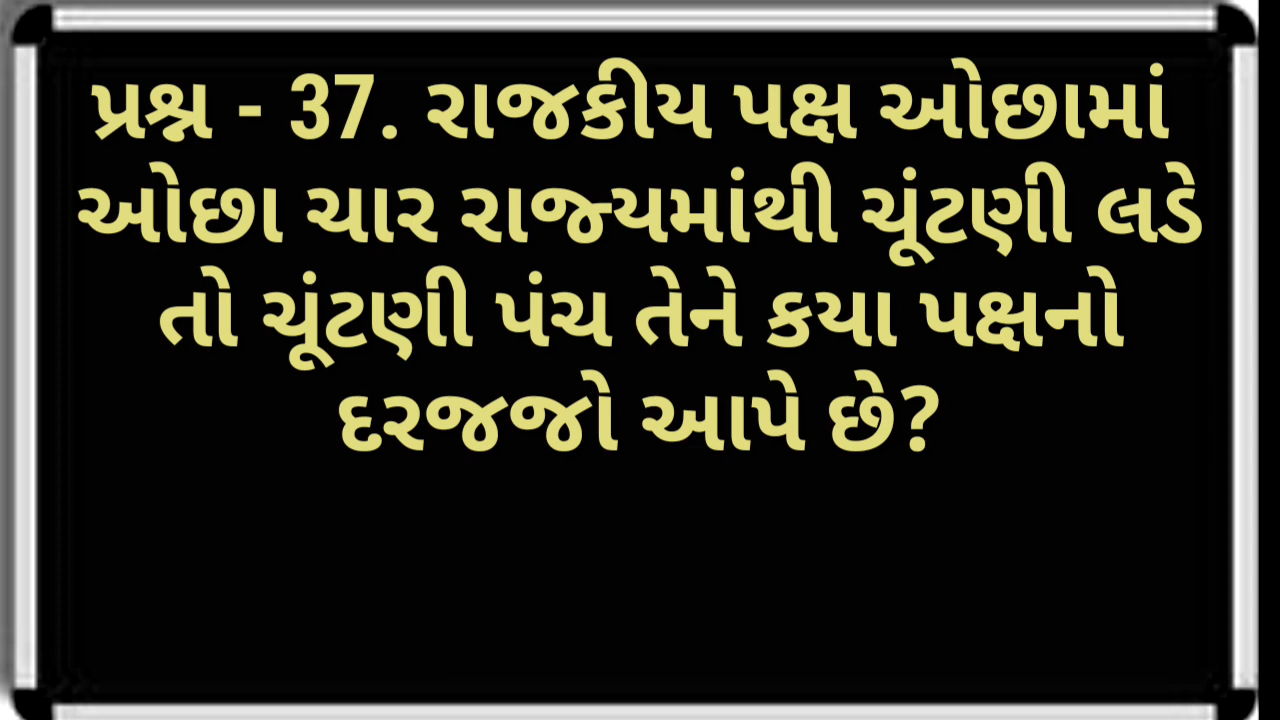 પ્રશ્ન - 37. રાજકીય પક્ષ ઓછામાં
ઓછા ચાર રાજ્યમાંથી ચૂંટણી લડે
તો ચૂંટણી પંચ તેને કયા પક્ષનો
દરજજો આપે છે?